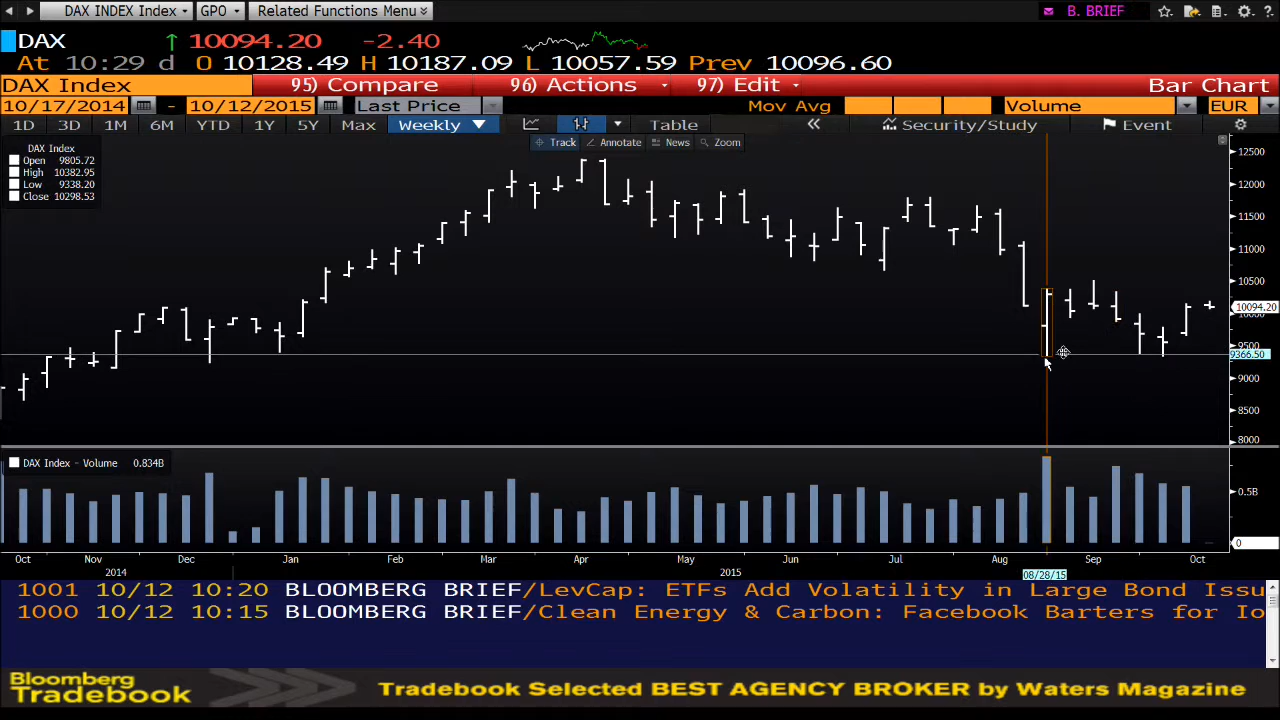 DAX INDEX Index GPO Related Functions Menu B. BRIEF ?
DAX 10094.20 -2.40
At 10:29 d O 10128.49 H 10187.09 L 10057.59 Prev 10096.60
DAX Index 95) Compare 96) Actions 97) Edit Bar Chart
10/17/2014 - 10/12/2015 Last Price Mov Avg Volume EUR
1D 3D 1M 6M YTD 1Y 5Y Max Weekly Table « Security/Study Event
Track Annotate News Zoom
DAX Index
Open 9805.72
High 10382.95
Low 9338.20
Close 10298.53
12500
12000
11500
11000
10500
10094.20
10000
9500
9366.50
9000
8500
8000
DAX Index - Volume 0.834B
0.5B
0
Oct Nov Dec Jan Feb Mar Apr May Jun Jul Aug Sep Oct
2014 2015 08/28/15
1001 10/12 10:20 BLOOMBERG BRIEF/LevCap: ETFs Add Volatility in Large Bond Issu
1000 10/12 10:15 BLOOMBERG BRIEF/Clean Energy & Carbon: Facebook Barters for Io
Bloomberg
Tradebook
Tradebook Selected BEST AGENCY BROKER by Waters Magazine